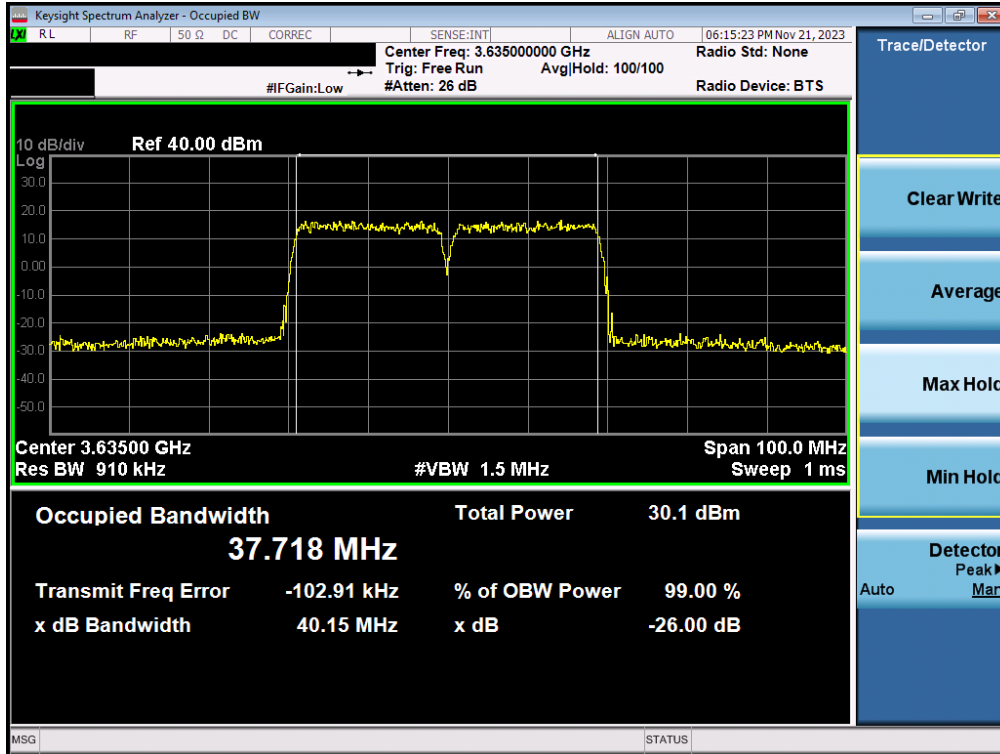 Keysight Spectrum Analyzer - Occupied BW
LXI RL RF 50 Ω DC CORREC SENSE:INT ALIGN AUTO 06:15:23 PM Nov 21, 2023
Center Freq: 3.635000000 GHz Radio Std: None
Trig: Free Run Avg|Hold: 100/100
#IFGain:Low #Atten: 26 dB Radio Device: BTS
10 dB/div Ref 40.00 dBm
Log
30.0
20.0
10.0
0.00
-10.0
-20.0
-30.0
-40.0
-50.0
Center 3.63500 GHz Span 100.0 MHz
Res BW 910 kHz #VBW 1.5 MHz Sweep 1 ms
Occupied Bandwidth Total Power 30.1 dBm
37.718 MHz
Transmit Freq Error -102.91 kHz % of OBW Power 99.00 %
x dB Bandwidth 40.15 MHz x dB -26.00 dB
MSG STATUS
Trace/Detector
Clear Write
Average
Max Hold
Min Hold
Detector
Peak▶
Auto Man